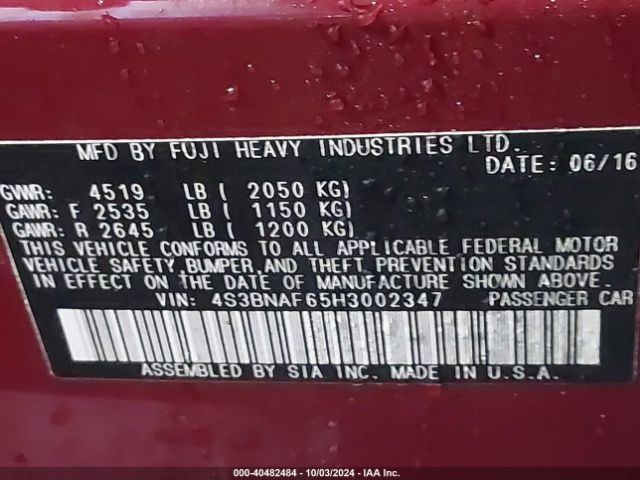 MFD BY FUJI HEAVY INDUSTRIES LTD.
DATE: 06/16
GVWR: 4519 LB ( 2050 KG)
GAWR: F 2535 LB ( 1150 KG)
GAWR: R 2645 LB ( 1200 KG)
THIS VEHICLE CONFORMS TO ALL APPLICABLE FEDERAL MOTOR
VEHICLE SAFETY,BUMPER,AND THEFT PREVENTION STANDARDS
IN EFFECT ON THE DATE OF MANUFACTURE SHOWN ABOVE.
VIN: 4S3BNAF65H3002347 PASSENGER CAR
ASSEMBLED BY SIA INC. MADE IN U.S.A.
000-40482484 - 10/03/2024 - IAA Inc.